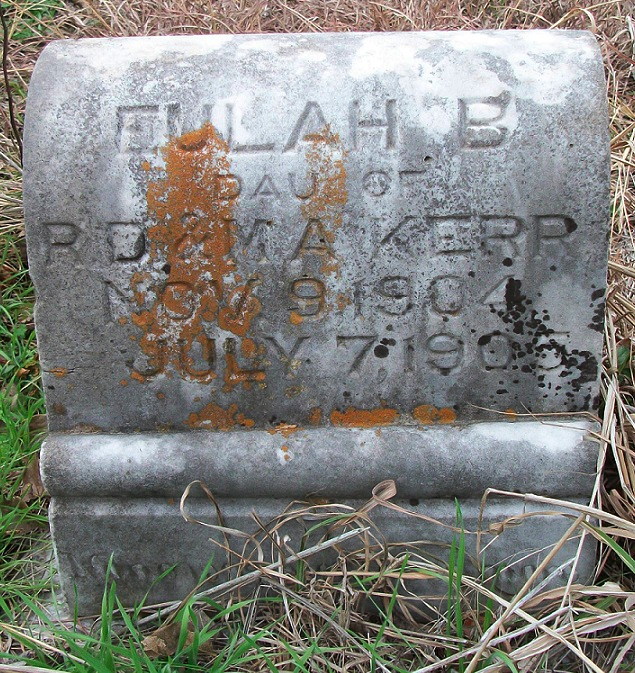 EULAH B
DAU OF
R D & M A KERR
NOV 9, 1904
JULY 7, 1905